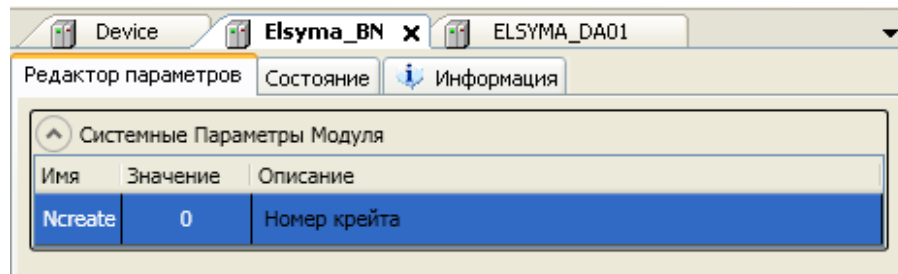 Device Elsyma_BN ELSYMA_DA01
Редактор параметров Состояние Информация
Системные Параметры Модуля
Имя Значение Описание
Ncreate 0 Номер крейта